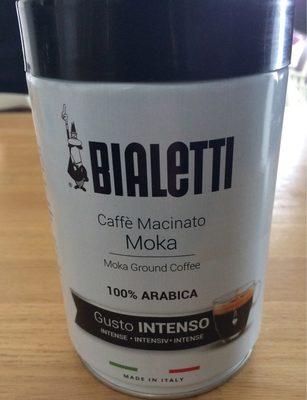 BIALETTI
Caffè Macinato
Moka
Moka Ground Coffee
100% ARABICA
Gusto INTENSO
INTENSE • INTENSIV • INTENSE
MADE IN ITALY